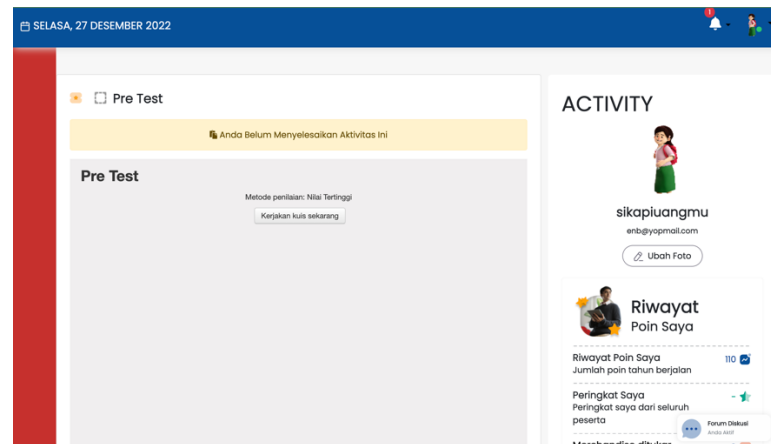 SELASA, 27 DESEMBER 2022
1
Pre Test
Anda Belum Menyelesaikan Aktivitas Ini
Pre Test
Metode penilaian: Nilai Tertinggi
Kerjakan kuis sekarang
ACTIVITY
sikapiuangmu
enb@yopmail.com
Ubah Foto
Riwayat
Poin Saya
Riwayat Poin Saya 110
Jumlah poin tahun berjalan
Peringkat Saya -
Peringkat saya dari seluruh
peserta
Forum Diskusi
Anda Aktif